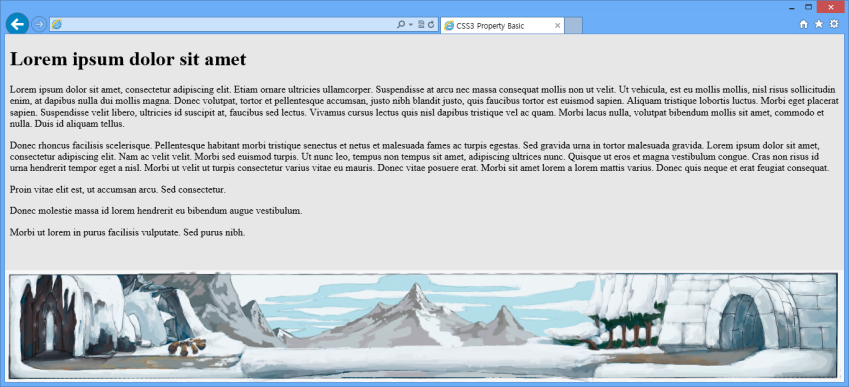 CSS3 Property Basic
Lorem ipsum dolor sit amet
Lorem ipsum dolor sit amet, consectetur adipiscing elit. Etiam ornare ultricies ullamcorper. Suspendisse at arcu nec massa consequat mollis non ut velit. Ut vehicula, est eu mollis mollis, nisl risus sollicitudin
enim, at dapibus nulla dui mollis magna. Donec volutpat, tortor et pellentesque accumsan, justo nibh blandit justo, quis faucibus tortor est euismod sapien. Aliquam tristique lobortis luctus. Morbi eget placerat
sapien. Suspendisse velit libero, ultricies id suscipit at, faucibus sed lectus. Vivamus cursus lectus quis nisl dapibus tristique vel ac quam. Morbi lacus nulla, volutpat bibendum mollis sit amet, commodo et
nulla. Duis id aliquam tellus.
Donec rhoncus facilisis scelerisque. Pellentesque habitant morbi tristique senectus et netus et malesuada fames ac turpis egestas. Sed gravida urna in tortor malesuada gravida. Lorem ipsum dolor sit amet,
consectetur adipiscing elit. Nam ac velit velit. Morbi sed euismod turpis. Ut nunc leo, tempus non tempus sit amet, adipiscing ultrices nunc. Quisque ut eros et magna vestibulum congue. Cras non risus id
urna hendrerit tempor eget a nisl. Morbi ut velit ut turpis consectetur varius vitae eu mauris. Donec vitae posuere erat. Morbi sit amet lorem a lorem mattis varius. Donec quis neque et erat feugiat consequat.
Proin vitae elit est, ut accumsan arcu. Sed consectetur.
Donec molestie massa id lorem hendrerit eu bibendum augue vestibulum.
Morbi ut lorem in purus facilisis vulputate. Sed purus nibh.